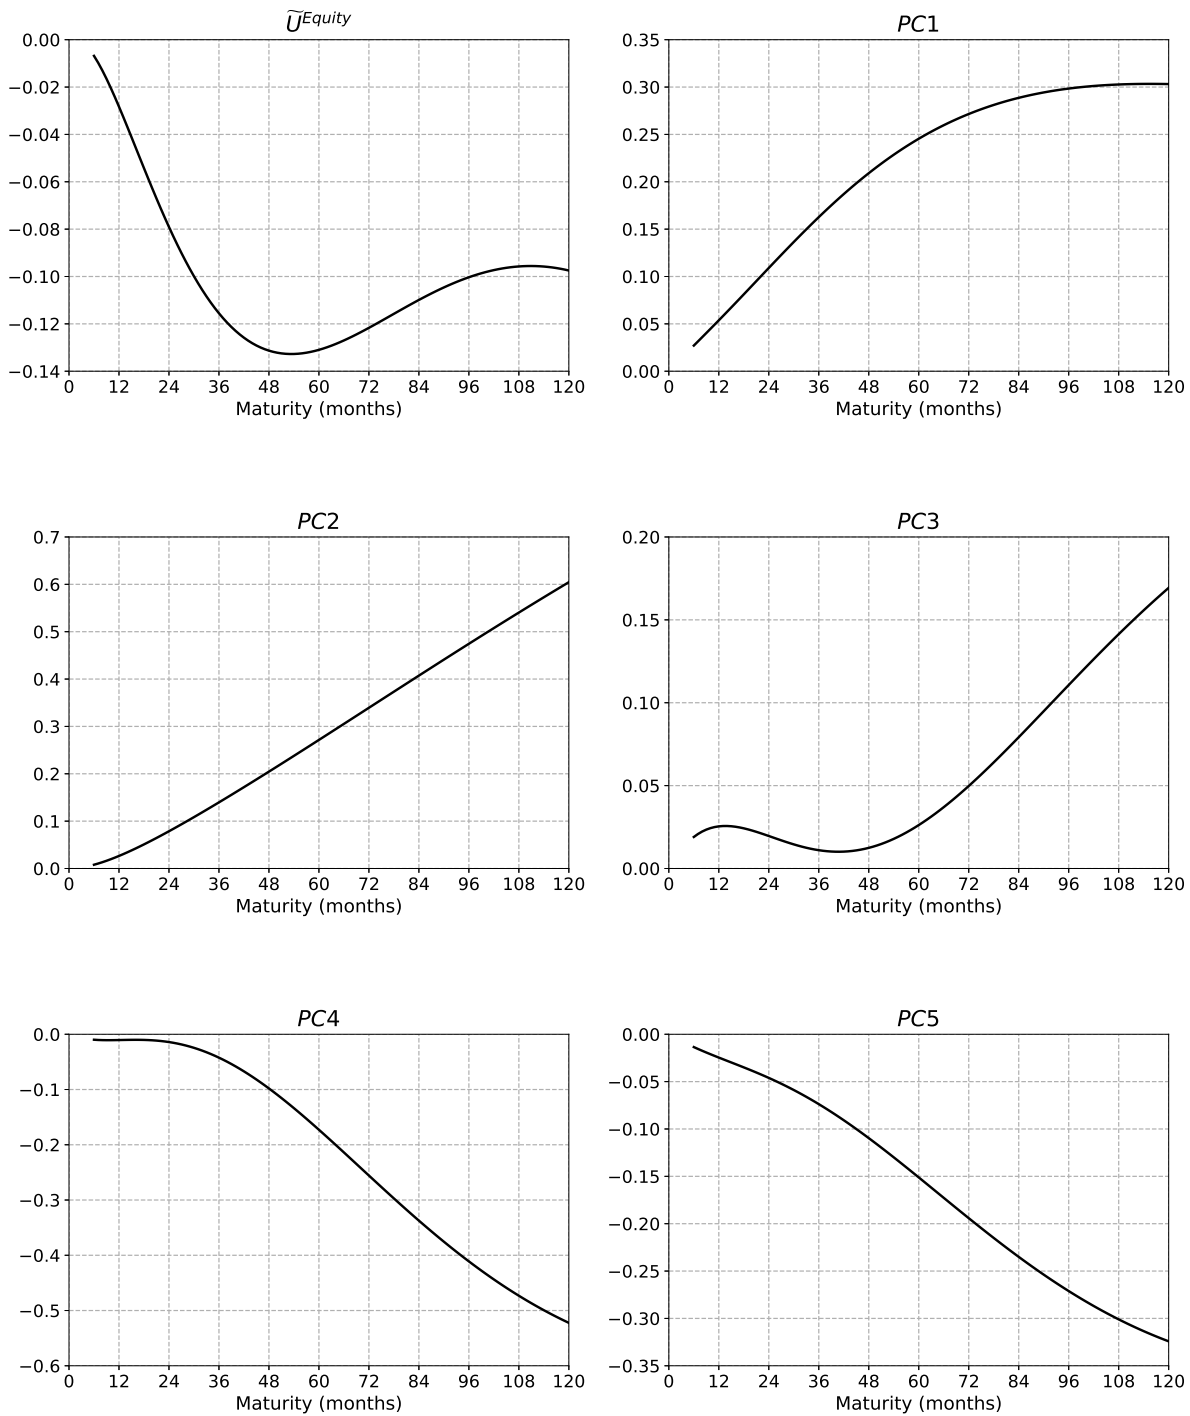 Ũ^Equity
0.00
−0.02
−0.04
−0.06
−0.08
−0.10
−0.12
−0.14
0 12 24 36 48 60 72 84 96 108 120
Maturity (months)
PC1
0.35
0.30
0.25
0.20
0.15
0.10
0.05
0.00
0 12 24 36 48 60 72 84 96 108 120
Maturity (months)
PC2
0.7
0.6
0.5
0.4
0.3
0.2
0.1
0.0
0 12 24 36 48 60 72 84 96 108 120
Maturity (months)
PC3
0.20
0.15
0.10
0.05
0.00
0 12 24 36 48 60 72 84 96 108 120
Maturity (months)
PC4
0.0
−0.1
−0.2
−0.3
−0.4
−0.5
−0.6
0 12 24 36 48 60 72 84 96 108 120
Maturity (months)
PC5
0.00
−0.05
−0.10
−0.15
−0.20
−0.25
−0.30
−0.35
0 12 24 36 48 60 72 84 96 108 120
Maturity (months)